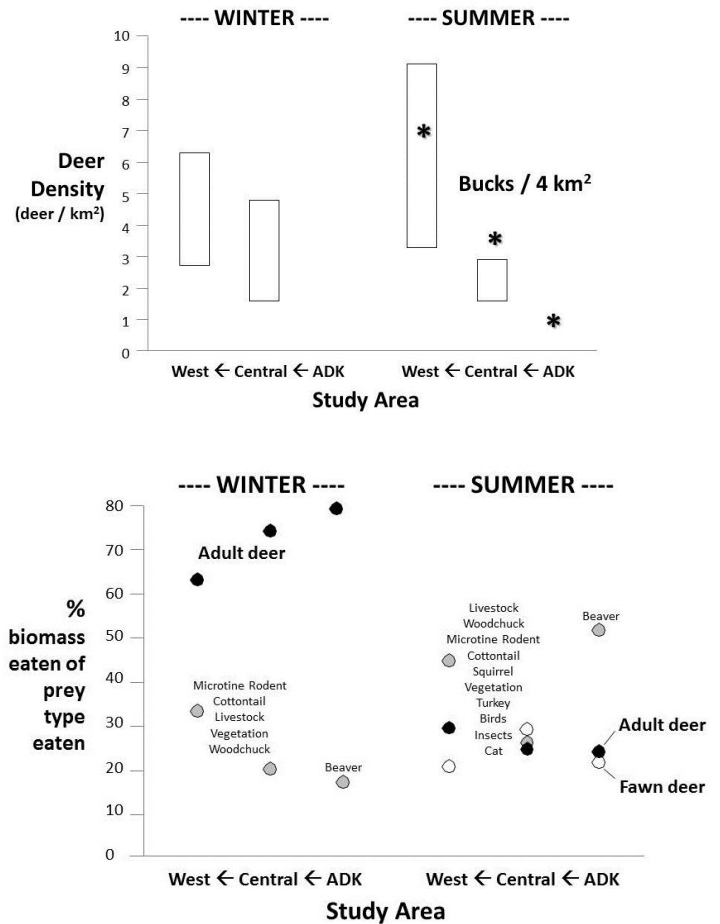 ---- WINTER ----
---- SUMMER ----
10
9
8
7
6
5
4
3
2
1
0
Deer
Density
(deer / km²)
*
Bucks / 4 km²
*
*
West ← Central ← ADK
West ← Central ← ADK
Study Area
---- WINTER ----
---- SUMMER ----
80
70
60
50
40
30
20
10
0
%
biomass
eaten of
prey
type
eaten
Adult deer
Microtine Rodent
Cottontail
Livestock
Vegetation
Woodchuck
Beaver
Livestock
Woodchuck
Microtine Rodent
Cottontail
Squirrel
Vegetation
Turkey
Birds
Insects
Cat
Beaver
Adult deer
Fawn deer
West ← Central ← ADK
West ← Central ← ADK
Study Area